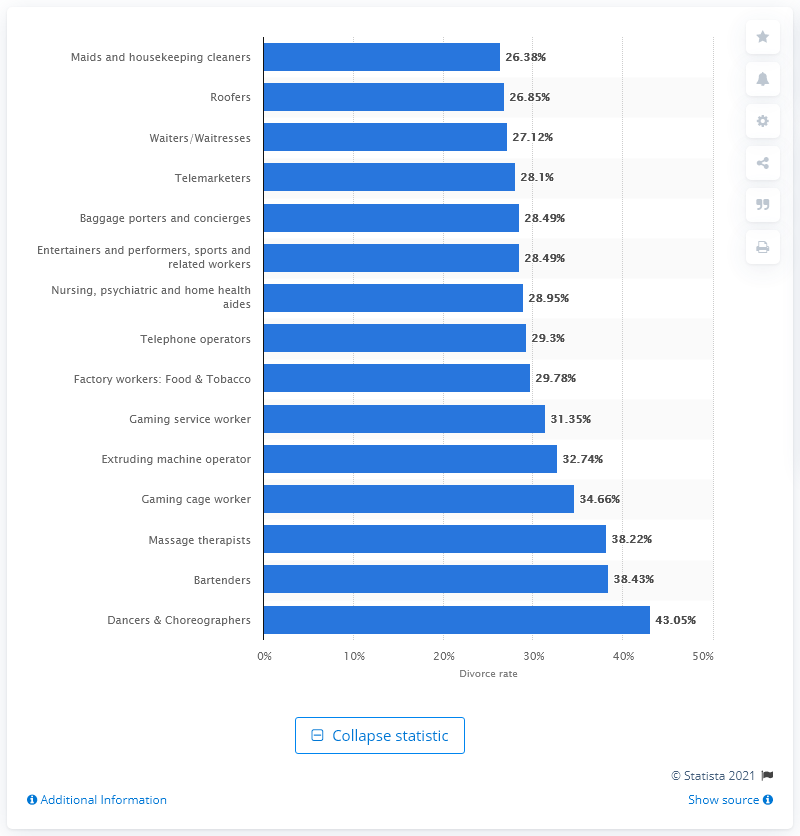 Maids and housekeeping cleaners 26.38%
Roofers 26.85%
Waiters/Waitresses 27.12%
Telemarketers 28.1%
Baggage porters and concierges 28.49%
Entertainers and performers, sports and
related workers 28.49%
Nursing, psychiatric and home health
aides 28.95%
Telephone operators 29.3%
Factory workers: Food & Tobacco 29.78%
Gaming service worker 31.35%
Extruding machine operator 32.74%
Gaming cage worker 34.66%
Massage therapists 38.22%
Bartenders 38.43%
Dancers & Choreographers 43.05%
0% 10% 20% 30% 40% 50%
Divorce rate
Collapse statistic
© Statista 2021
Additional Information Show source